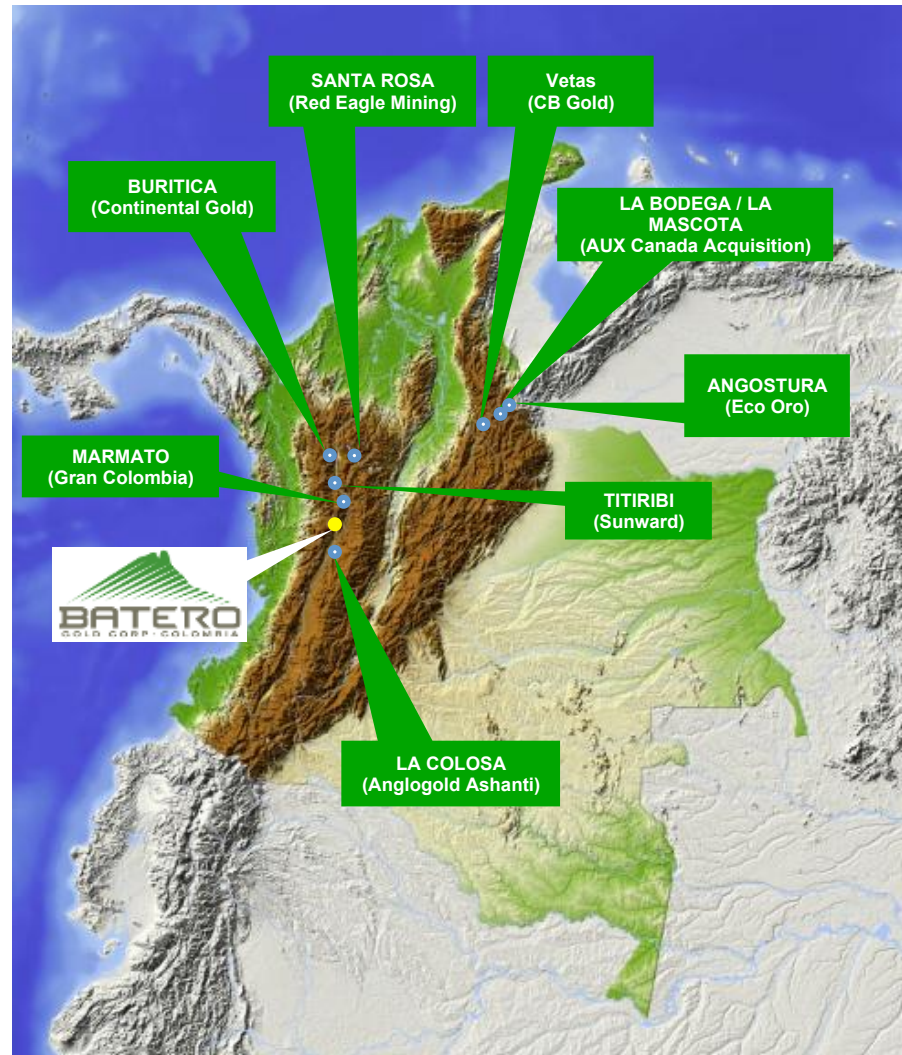 SANTA ROSA
(Red Eagle Mining)
Vetas
(CB Gold)
BURITICA
(Continental Gold)
LA BODEGA / LA
MASCOTA
(AUX Canada Acquisition)
ANGOSTURA
(Eco Oro)
MARMATO
(Gran Colombia)
TITIRIBI
(Sunward)
BATERO
GOLD CORP · COLOMBIA
LA COLOSA
(Anglogold Ashanti)